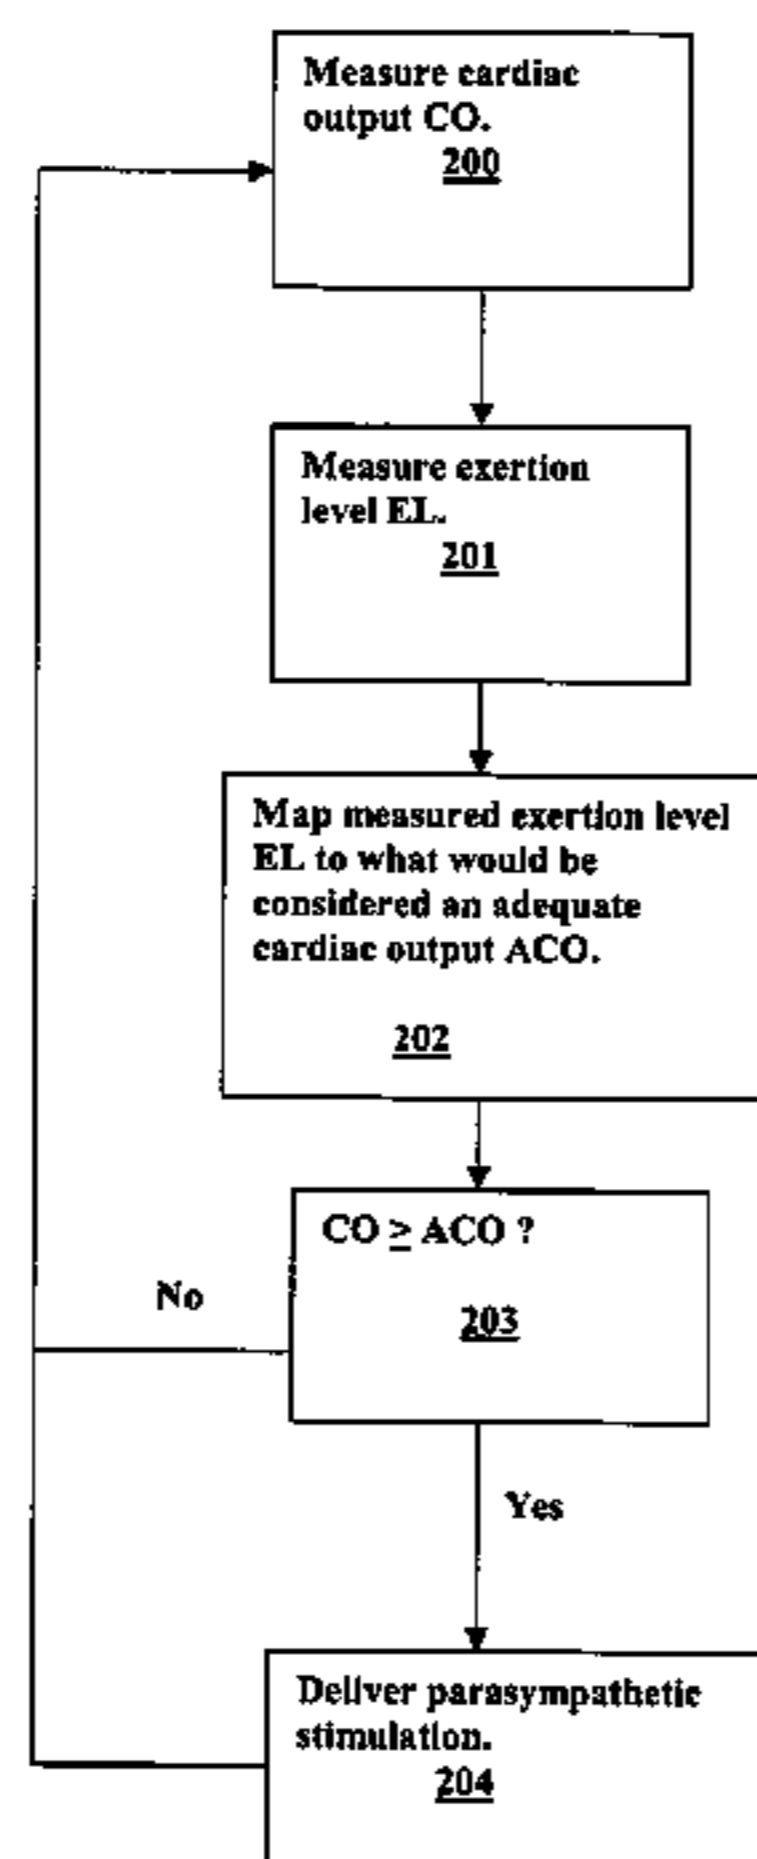 Measure cardiac
output CO.
200
Measure exertion
level EL.
201
Map measured exertion level
EL to what would be
considered an adequate
cardiac output ACO.
202
CO ≥ ACO ?
203
No
Yes
Deliver parasympathetic
stimulation.
204